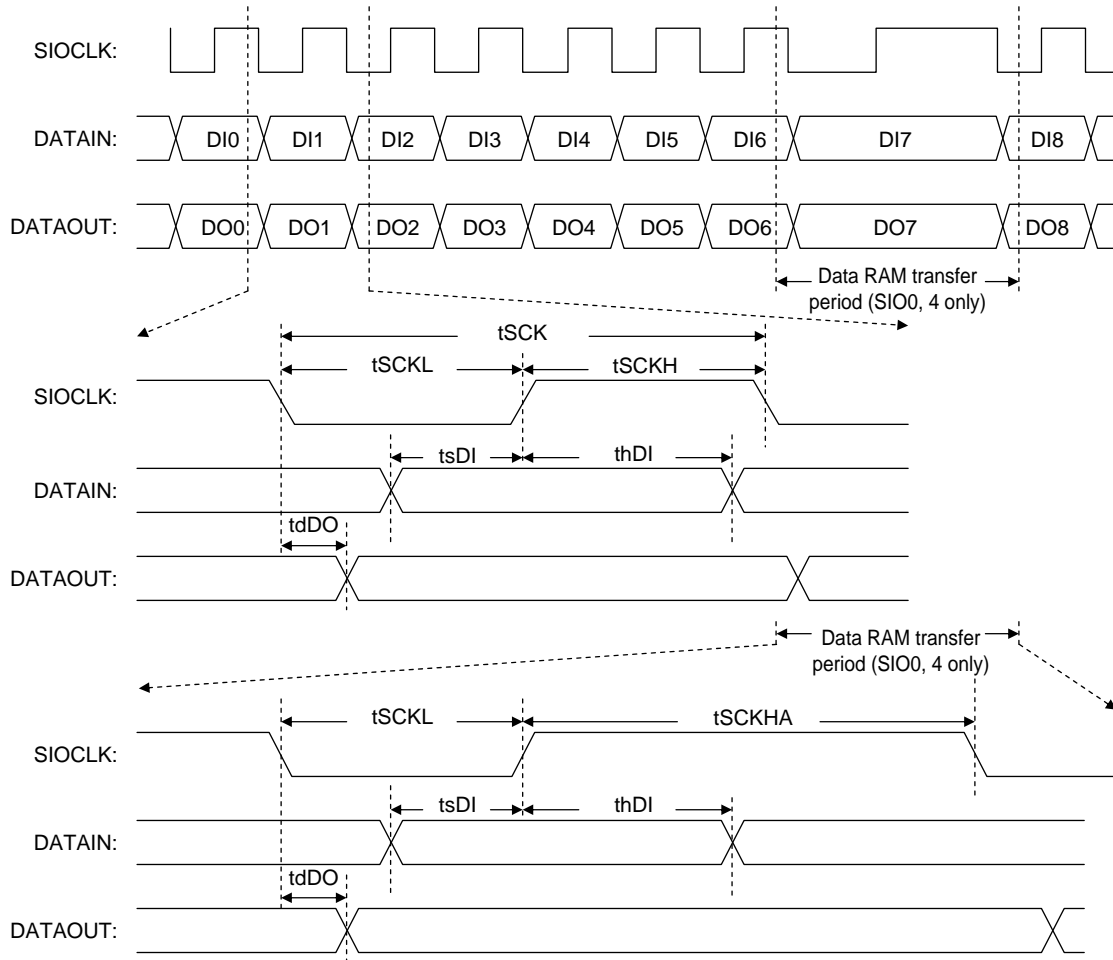 SIOCLK:
DATAIN: DI0 DI1 DI2 DI3 DI4 DI5 DI6 DI7 DI8
DATAOUT: DO0 DO1 DO2 DO3 DO4 DO5 DO6 DO7 DO8
Data RAM transfer
period (SIO0, 4 only)
tSCK
tSCKL tSCKH
SIOCLK:
tsDI thDI
DATAIN:
tdDO
DATAOUT:
Data RAM transfer
period (SIO0, 4 only)
tSCKL tSCKHA
SIOCLK:
tsDI thDI
DATAIN:
tdDO
DATAOUT: